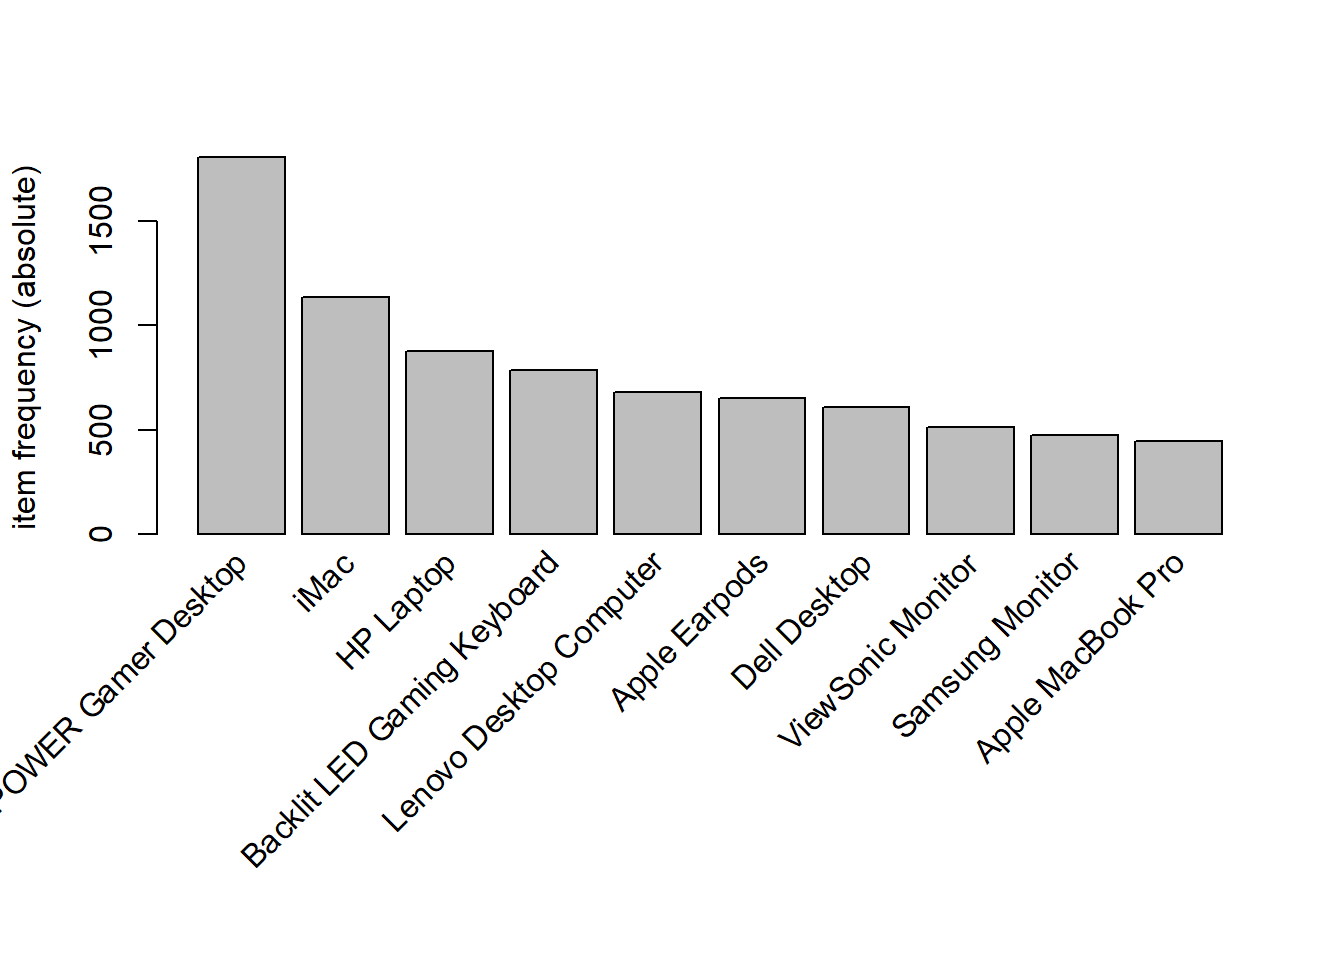 item frequency (absolute)
1500
1000
500
0
POWER Gamer Desktop
iMac
HP Laptop
Backlit LED Gaming Keyboard
Lenovo Desktop Computer
Apple Earpods
Dell Desktop
ViewSonic Monitor
Samsung Monitor
Apple MacBook Pro